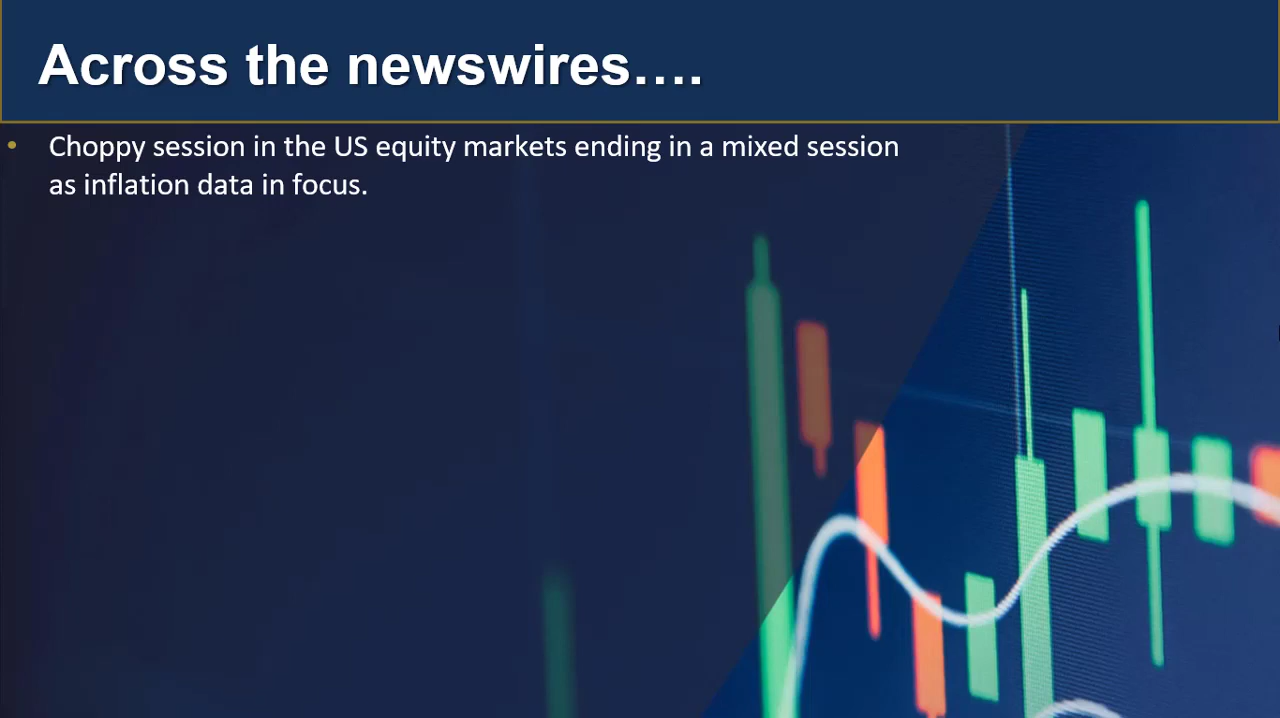 Across the newswires….
• Choppy session in the US equity markets ending in a mixed session
as inflation data in focus.